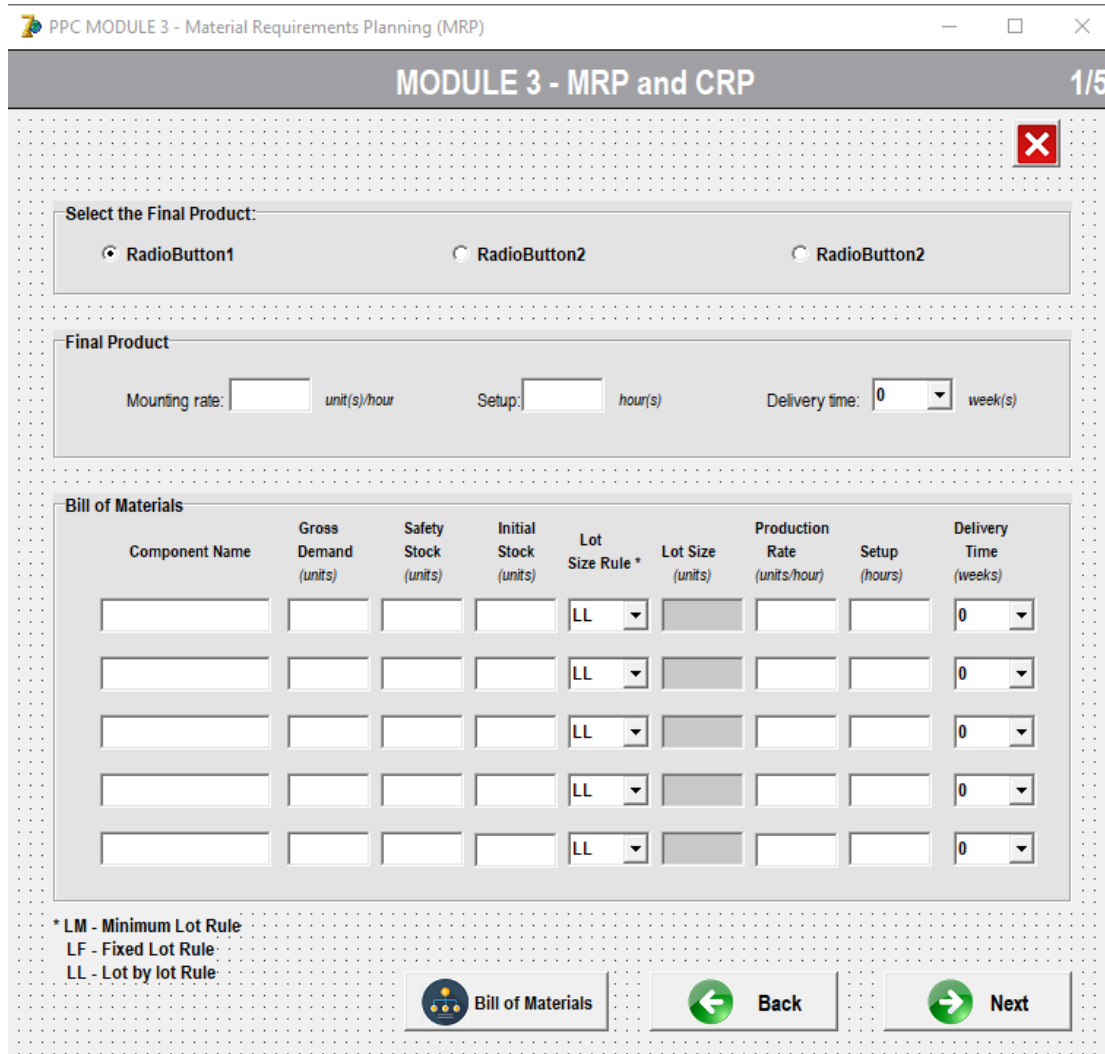 PPC MODULE 3 - Material Requirements Planning (MRP)
MODULE 3 - MRP and CRP 1/5
Select the Final Product:
RadioButton1 RadioButton2 RadioButton2
Final Product
Mounting rate: unit(s)/hour Setup: hour(s) Delivery time: 0 week(s)
Bill of Materials
Component Name Gross Demand (units) Safety Stock (units) Initial Stock (units) Lot Size Rule * Lot Size (units) Production Rate (units/hour) Setup (hours) Delivery Time (weeks)
LL 0
LL 0
LL 0
LL 0
LL 0
* LM - Minimum Lot Rule
LF - Fixed Lot Rule
LL - Lot by lot Rule
Bill of Materials Back Next